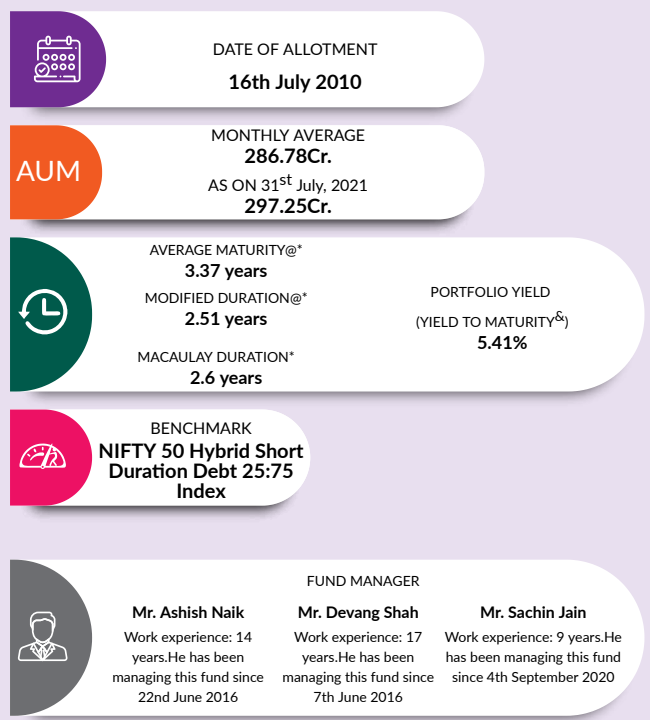 DATE OF ALLOTMENT
16th July 2010
AUM
MONTHLY AVERAGE
286.78Cr.
AS ON 31st July, 2021
297.25Cr.
AVERAGE MATURITY@*
3.37 years
MODIFIED DURATION@*
2.51 years
MACAULAY DURATION*
2.6 years
PORTFOLIO YIELD
(YIELD TO MATURITY&)
5.41%
BENCHMARK
NIFTY 50 Hybrid Short
Duration Debt 25:75
Index
FUND MANAGER
Mr. Ashish Naik
Work experience: 14
years.He has been
managing this fund since
22nd June 2016
Mr. Devang Shah
Work experience: 17
years.He has been
managing this fund since
7th June 2016
Mr. Sachin Jain
Work experience: 9 years.He
has been managing this fund
since 4th September 2020